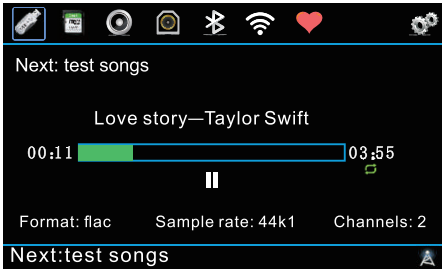 Next: test songs
Love story—Taylor Swift
00:11 03:55
Format: flac Sample rate: 44k1 Channels: 2
Next:test songs